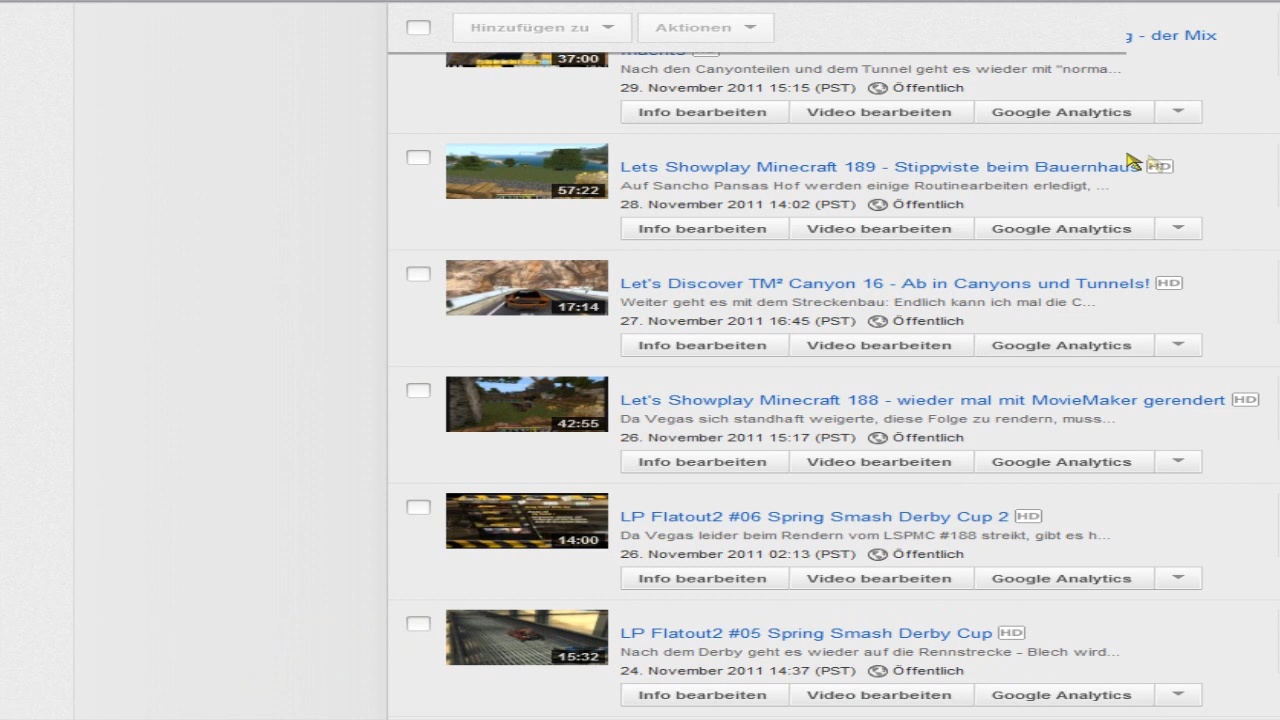 Hinzufügen zu
Aktionen
g - der Mix
37:00
Nach den Canyonteilen und dem Tunnel geht es wieder mit "norma...
29. November 2011 15:15 (PST) Öffentlich
Info bearbeiten Video bearbeiten Google Analytics
Lets Showplay Minecraft 189 - Stippviste beim Bauernhaus HD
57:22
Auf Sancho Pansas Hof werden einige Routinearbeiten erledigt, ...
28. November 2011 14:02 (PST) Öffentlich
Info bearbeiten Video bearbeiten Google Analytics
Let's Discover TM² Canyon 16 - Ab in Canyons und Tunnels! HD
17:14
Weiter geht es mit dem Streckenbau: Endlich kann ich mal die C...
27. November 2011 16:45 (PST) Öffentlich
Info bearbeiten Video bearbeiten Google Analytics
Let's Showplay Minecraft 188 - wieder mal mit MovieMaker gerendert HD
42:55
Da Vegas sich standhaft weigerte, diese Folge zu rendern, muss...
26. November 2011 15:17 (PST) Öffentlich
Info bearbeiten Video bearbeiten Google Analytics
LP Flatout2 #06 Spring Smash Derby Cup 2 HD
14:00
Da Vegas leider beim Rendern vom LSPMC #188 streikt, gibt es h...
26. November 2011 02:13 (PST) Öffentlich
Info bearbeiten Video bearbeiten Google Analytics
LP Flatout2 #05 Spring Smash Derby Cup HD
15:32
Nach dem Derby geht es wieder auf die Rennstrecke - Blech wird...
24. November 2011 14:37 (PST) Öffentlich
Info bearbeiten Video bearbeiten Google Analytics